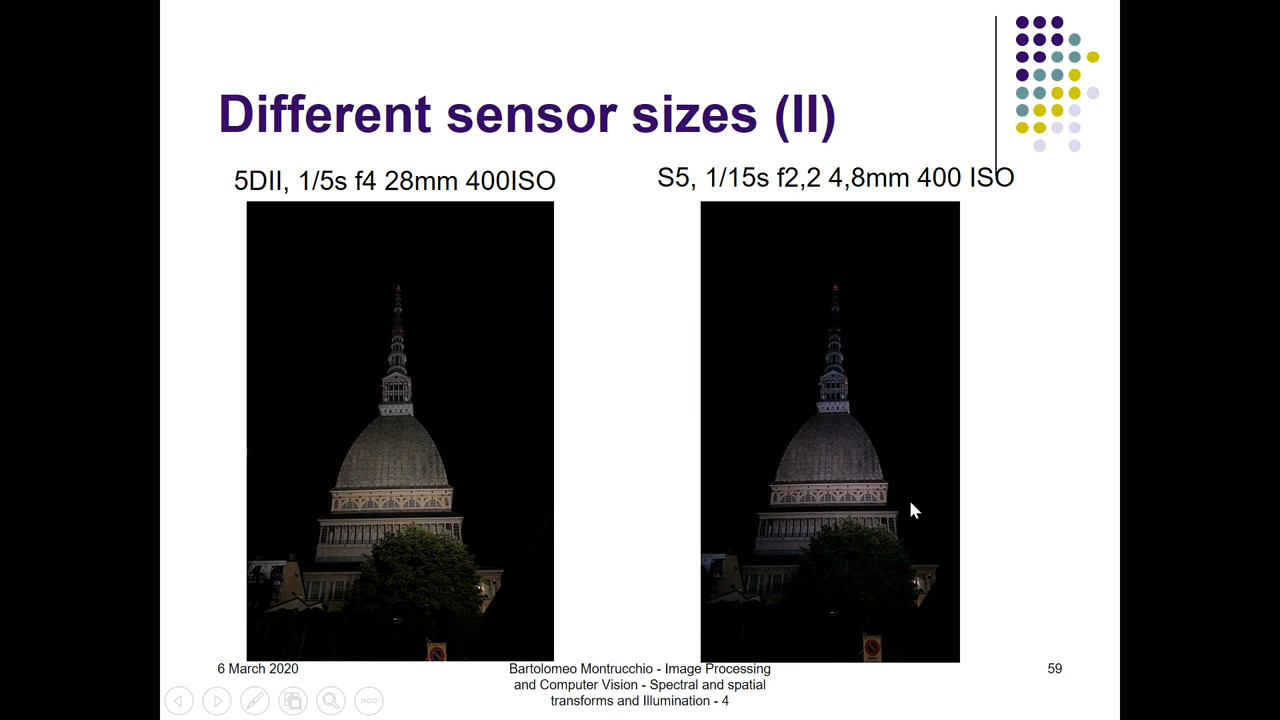 Different sensor sizes (II)
5DII, 1/5s f4 28mm 400ISO
S5, 1/15s f2,2 4,8mm 400 ISO
6 March 2020
Bartolomeo Montrucchio - Image Processing
and Computer Vision - Spectral and spatial
transforms and Illumination - 4
59